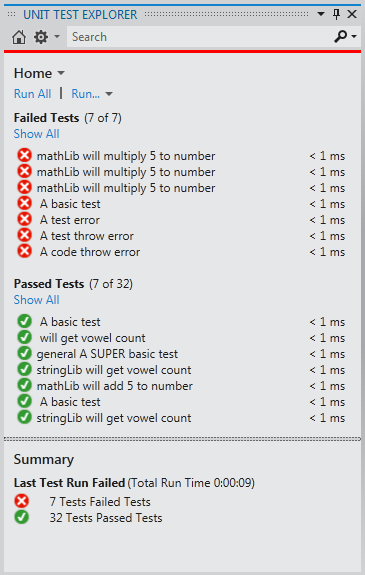 UNIT TEST EXPLORER
Search
Home
Run All | Run...
Failed Tests (7 of 7)
Show All
mathLib will multiply 5 to number < 1 ms
mathLib will multiply 5 to number < 1 ms
mathLib will multiply 5 to number < 1 ms
A basic test < 1 ms
A test error < 1 ms
A test throw error < 1 ms
A code throw error < 1 ms
Passed Tests (7 of 32)
Show All
A basic test < 1 ms
will get vowel count < 1 ms
general A SUPER basic test < 1 ms
stringLib will get vowel count < 1 ms
mathLib will add 5 to number < 1 ms
A basic test < 1 ms
stringLib will get vowel count < 1 ms
Summary
Last Test Run Failed (Total Run Time 0:00:09)
7 Tests Failed Tests
32 Tests Passed Tests